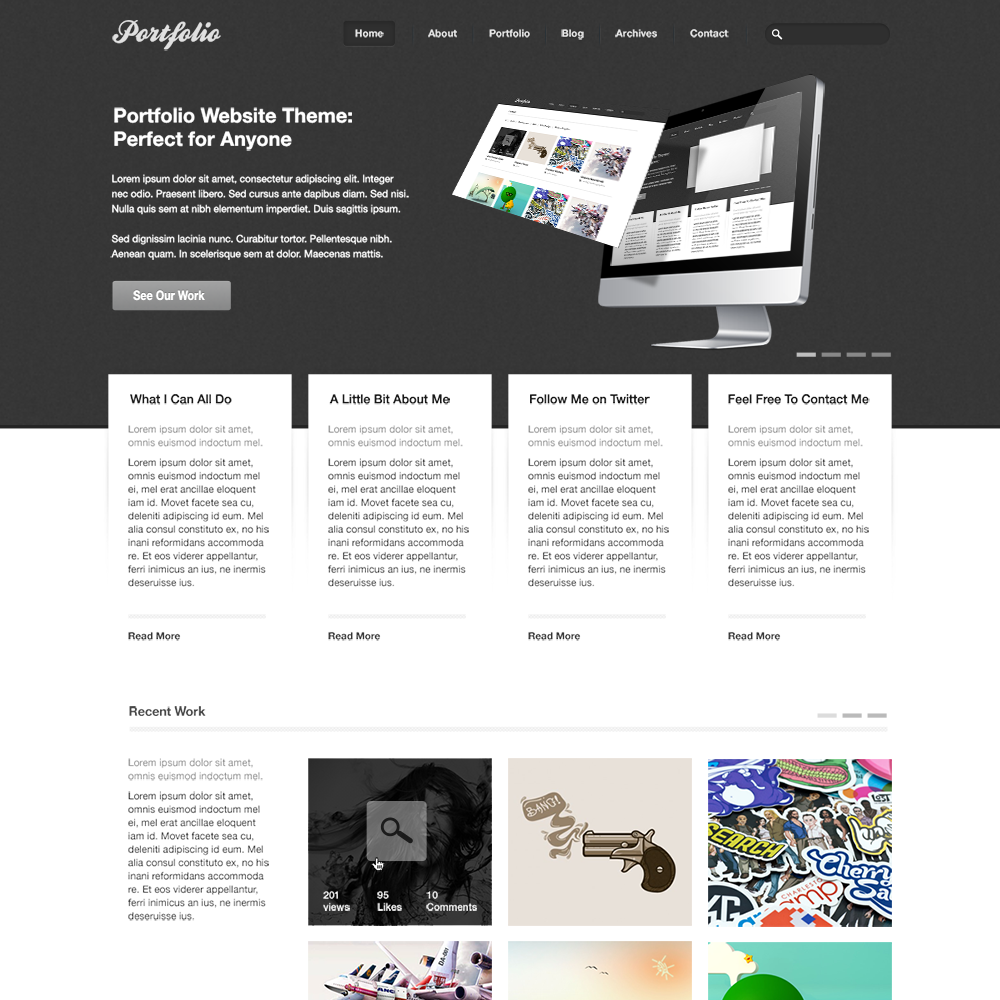 Portfolio
Home
About
Portfolio
Blog
Archives
Contact
Portfolio Website Theme:
Perfect for Anyone
Lorem ipsum dolor sit amet, consectetur adipiscing elit. Integer
nec odio. Praesent libero. Sed cursus ante dapibus diam. Sed nisi.
Nulla quis sem at nibh elementum imperdiet. Duis sagittis ipsum.
Sed dignissim lacinia nunc. Curabitur tortor. Pellentesque nibh.
Aenean quam. In scelerisque sem at dolor. Maecenas mattis.
See Our Work
What I Can All Do
Lorem ipsum dolor sit amet,
omnis euismod indoctum mel.
Lorem ipsum dolor sit amet,
omnis euismod indoctum mel
ei, mel erat ancillae eloquent
iam id. Movet facete sea cu,
deleniti adipiscing id eum. Mel
alia consul constituto ex, no his
inani reformidans accommoda
re. Et eos viderer appellantur,
ferri inimicus an ius, ne inermis
deseruisse ius.
Read More
A Little Bit About Me
Lorem ipsum dolor sit amet,
omnis euismod indoctum mel.
Lorem ipsum dolor sit amet,
omnis euismod indoctum mel
ei, mel erat ancillae eloquent
iam id. Movet facete sea cu,
deleniti adipiscing id eum. Mel
alia consul constituto ex, no his
inani reformidans accommoda
re. Et eos viderer appellantur,
ferri inimicus an ius, ne inermis
deseruisse ius.
Read More
Follow Me on Twitter
Lorem ipsum dolor sit amet,
omnis euismod indoctum mel.
Lorem ipsum dolor sit amet,
omnis euismod indoctum mel
ei, mel erat ancillae eloquent
iam id. Movet facete sea cu,
deleniti adipiscing id eum. Mel
alia consul constituto ex, no his
inani reformidans accommoda
re. Et eos viderer appellantur,
ferri inimicus an ius, ne inermis
deseruisse ius.
Read More
Feel Free To Contact Me
Lorem ipsum dolor sit amet,
omnis euismod indoctum mel.
Lorem ipsum dolor sit amet,
omnis euismod indoctum mel
ei, mel erat ancillae eloquent
iam id. Movet facete sea cu,
deleniti adipiscing id eum. Mel
alia consul constituto ex, no his
inani reformidans accommoda
re. Et eos viderer appellantur,
ferri inimicus an ius, ne inermis
deseruisse ius.
Read More
Recent Work
Lorem ipsum dolor sit amet,
omnis euismod indoctum mel.
Lorem ipsum dolor sit amet,
omnis euismod indoctum mel
ei, mel erat ancillae eloquent
iam id. Movet facete sea cu,
deleniti adipiscing id eum. Mel
alia consul constituto ex, no his
inani reformidans accommoda
re. Et eos viderer appellantur,
ferri inimicus an ius, ne inermis
deseruisse ius.
201
views
95
Likes
10
Comments
BANG!
SEARCH